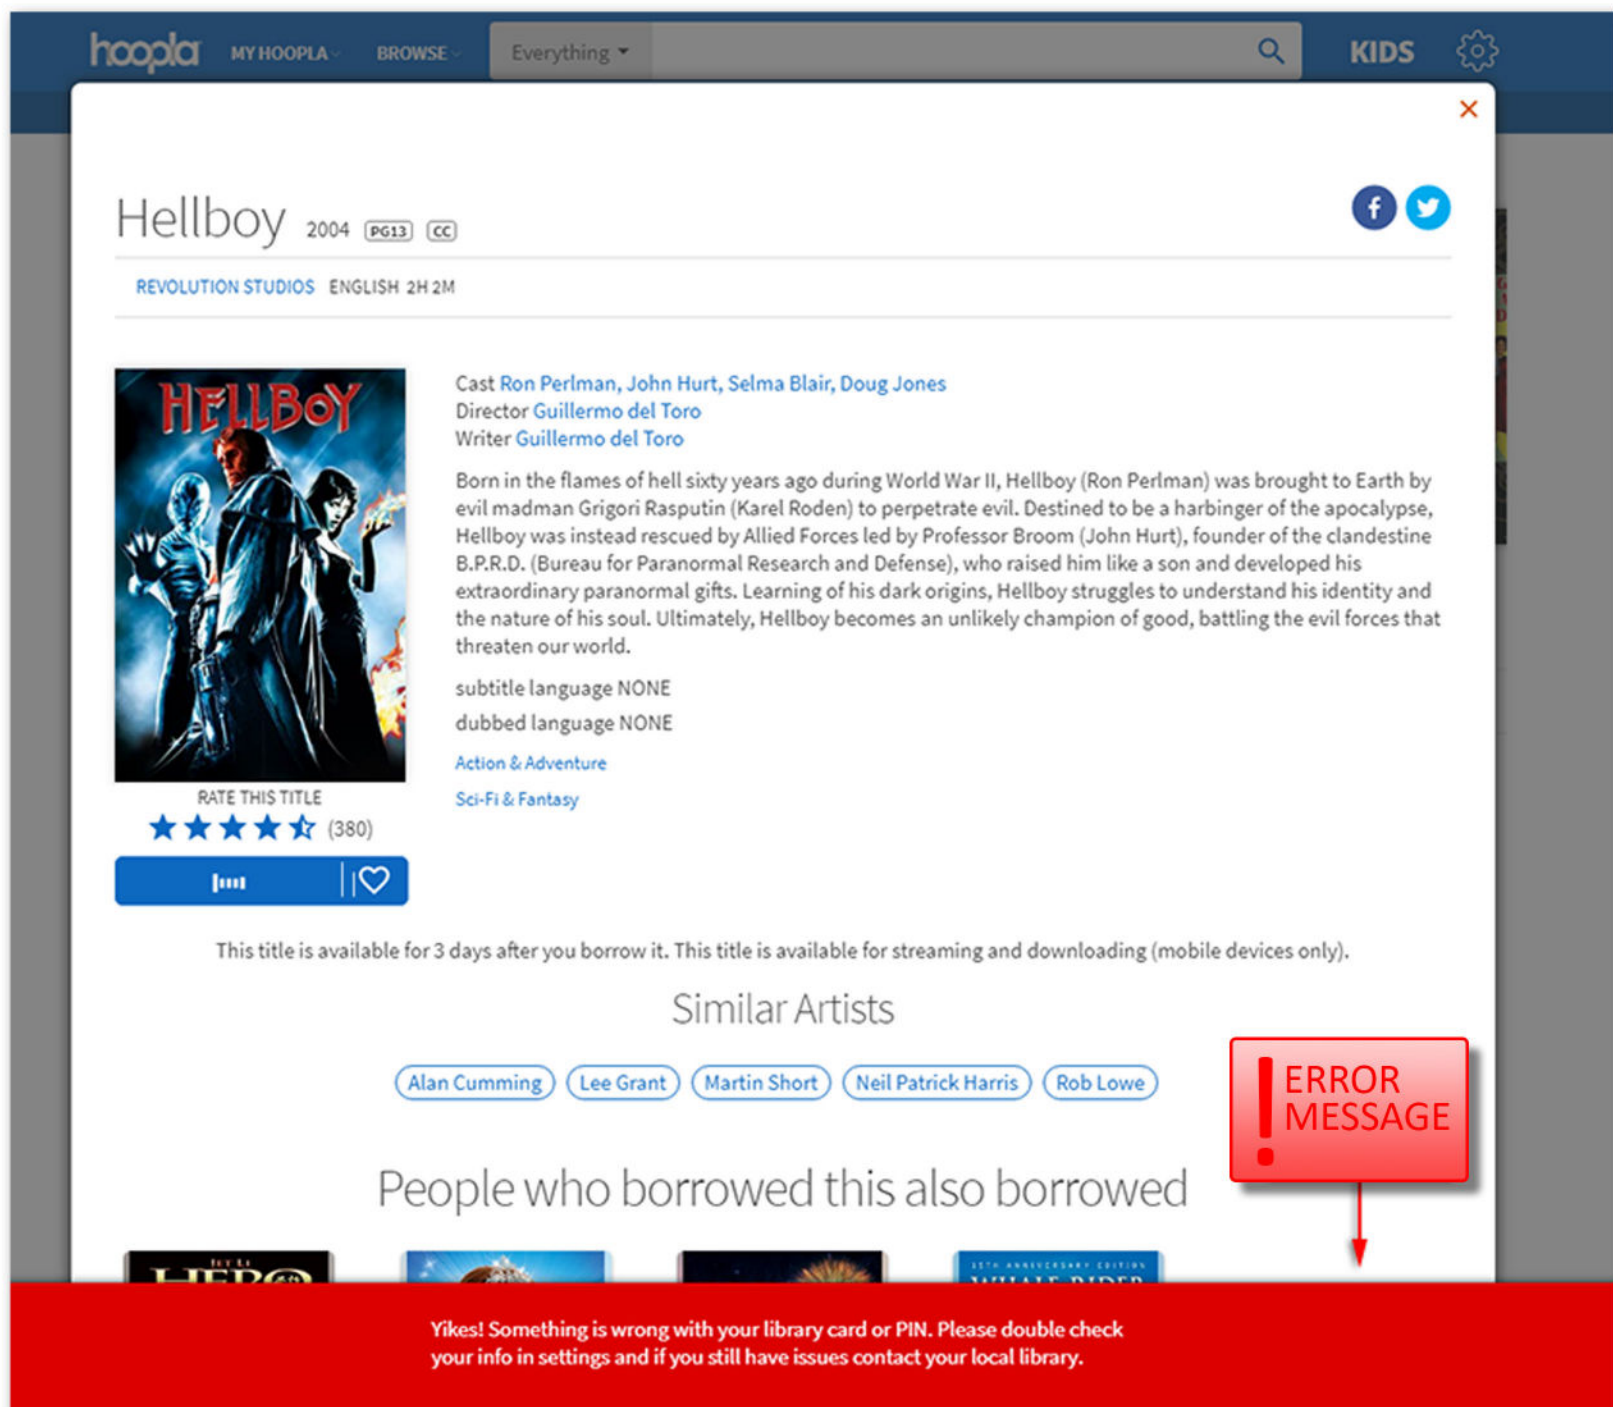 hoopla MY HOOPLA BROWSE Everything KIDS
Hellboy 2004 PG13 CC
REVOLUTION STUDIOS ENGLISH 2H 2M
HELLBOY
Cast Ron Perlman, John Hurt, Selma Blair, Doug Jones
Director Guillermo del Toro
Writer Guillermo del Toro
Born in the flames of hell sixty years ago during World War II, Hellboy (Ron Perlman) was brought to Earth by
evil madman Grigori Rasputin (Karel Roden) to perpetrate evil. Destined to be a harbinger of the apocalypse,
Hellboy was instead rescued by Allied Forces led by Professor Broom (John Hurt), founder of the clandestine
B.P.R.D. (Bureau for Paranormal Research and Defense), who raised him like a son and developed his
extraordinary paranormal gifts. Learning of his dark origins, Hellboy struggles to understand his identity and
the nature of his soul. Ultimately, Hellboy becomes an unlikely champion of good, battling the evil forces that
threaten our world.
subtitle language NONE
dubbed language NONE
Action & Adventure
Sci-Fi & Fantasy
RATE THIS TITLE
(380)
This title is available for 3 days after you borrow it. This title is available for streaming and downloading (mobile devices only).
Similar Artists
Alan Cumming Lee Grant Martin Short Neil Patrick Harris Rob Lowe
! ERROR
MESSAGE
People who borrowed this also borrowed
JET LI
HERO
15TH ANNIVERSARY EDITION
WHALE RIDER
Yikes! Something is wrong with your library card or PIN. Please double check
your info in settings and if you still have issues contact your local library.